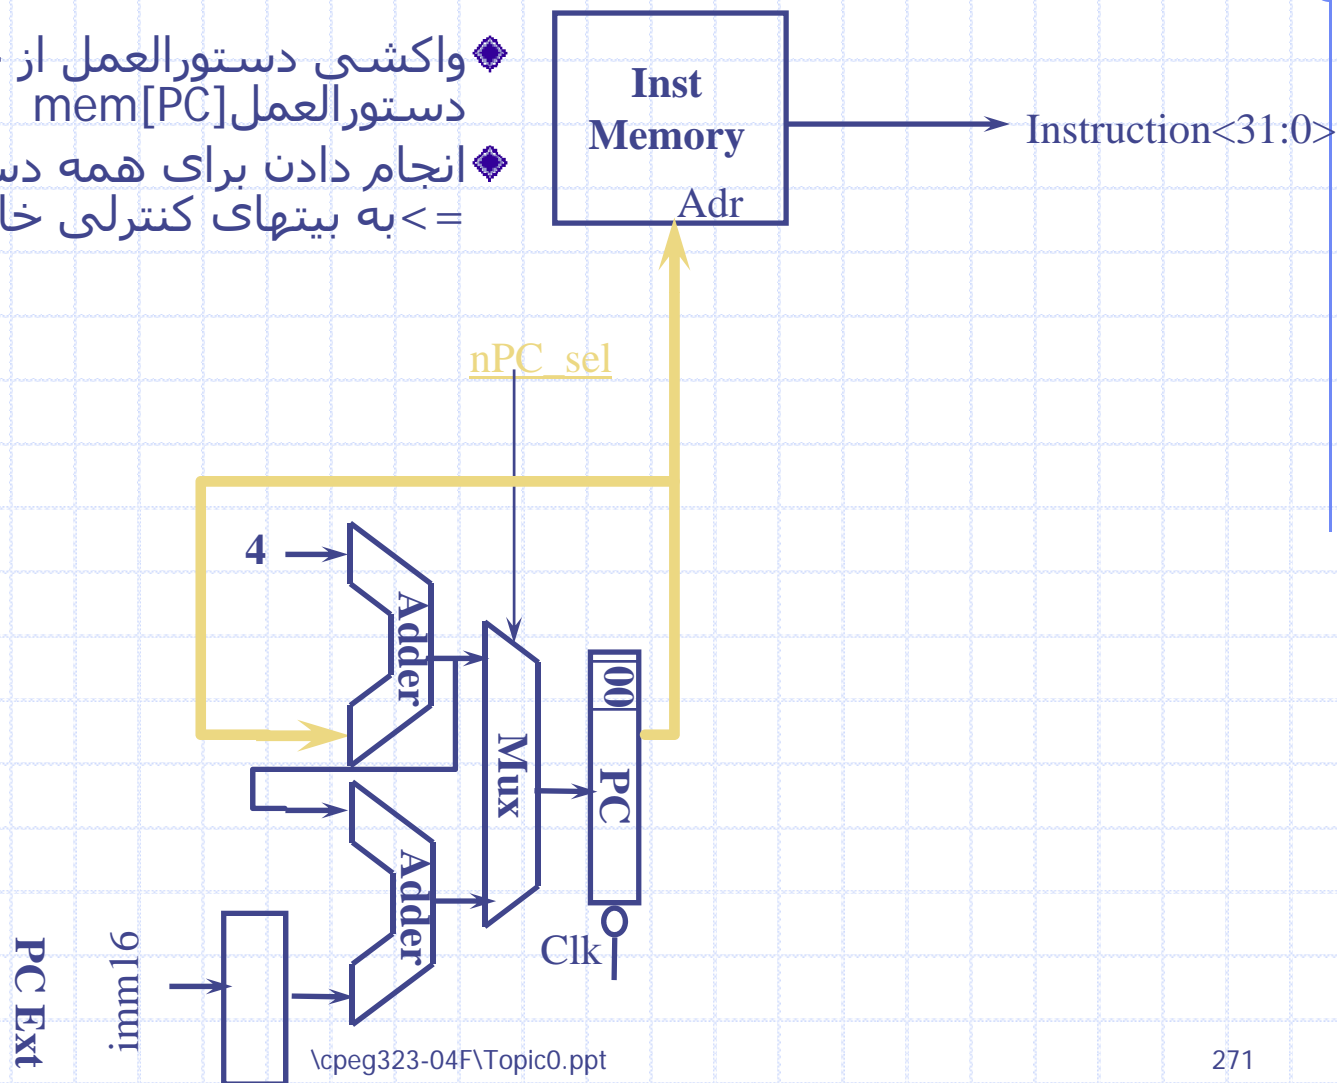 واکشی دستورالعمل از
دستورالعمل mem[PC]
انجام دادن برای همه
=> به بیتهای کنترلی
Inst
Memory
Adr
Instruction<31:0>
nPC_sel
4
Adder
Mux
00
PC
Adder
Clk
imm16
PC Ext
\cpeg323-04F\Topic0.ppt
271